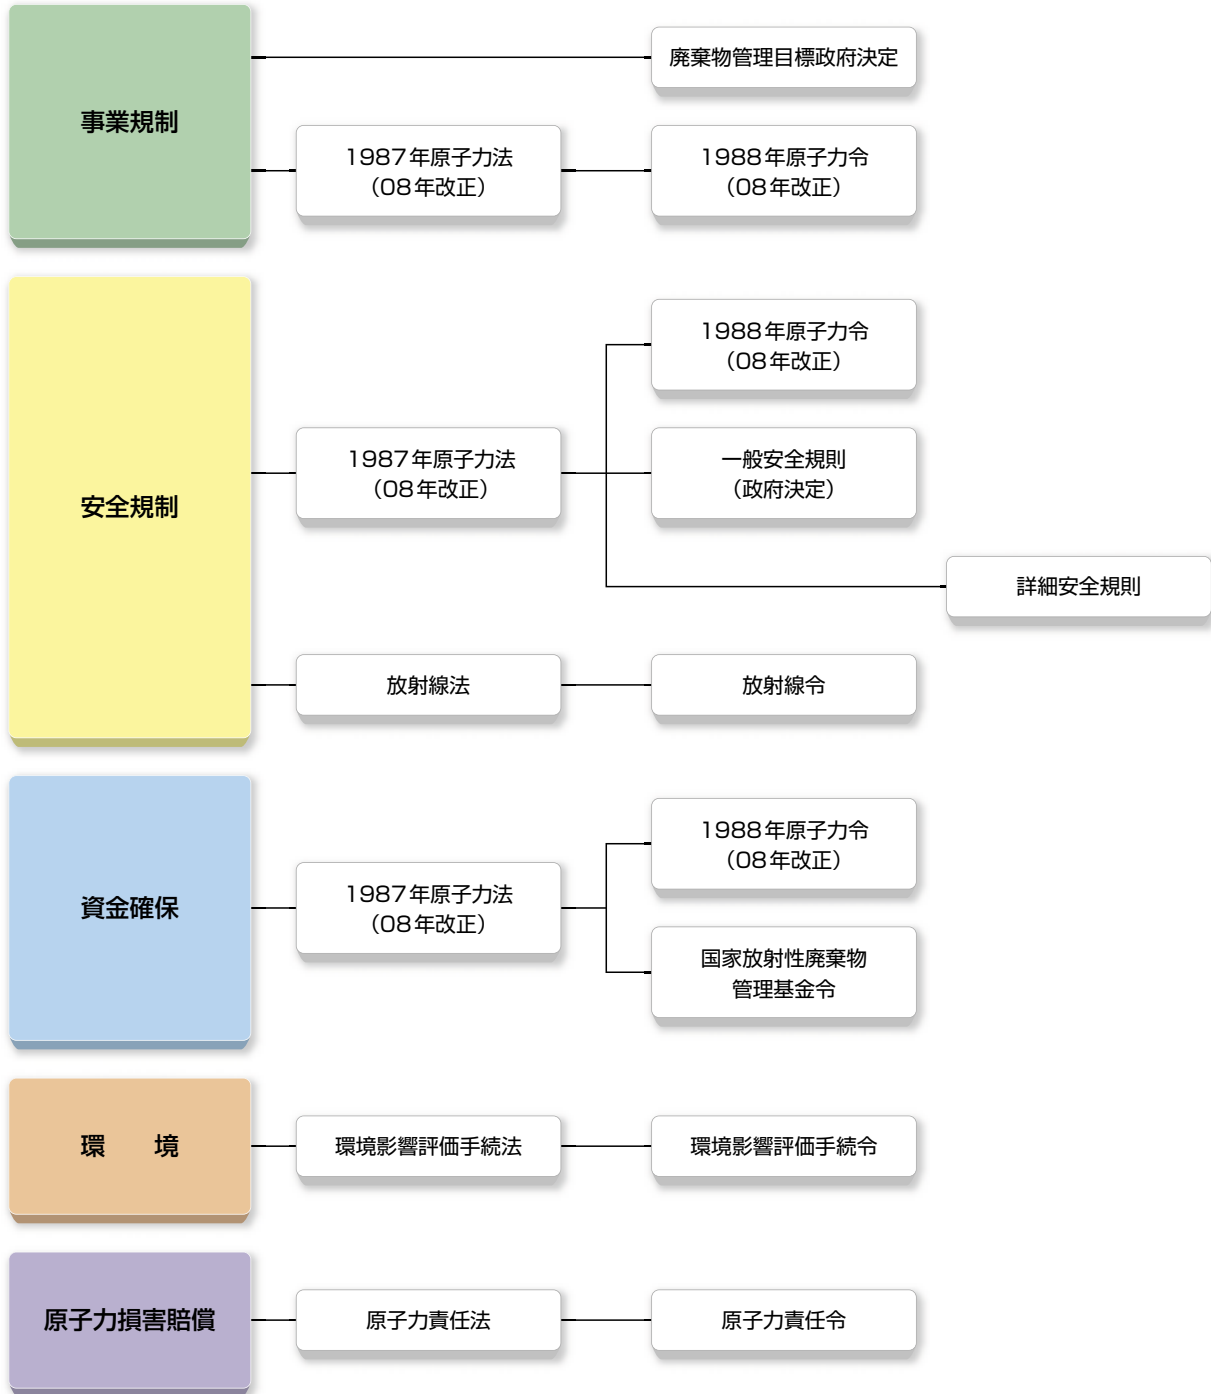 事業規制
廃棄物管理目標政府決定
1987年原子力法
（08年改正）
1988年原子力令
（08年改正）
安全規制
1987年原子力法
（08年改正）
1988年原子力令
（08年改正）
一般安全規則
（政府決定）
詳細安全規則
放射線法
放射線令
資金確保
1987年原子力法
（08年改正）
1988年原子力令
（08年改正）
国家放射性廃棄物
管理基金令
環　境
環境影響評価手続法
環境影響評価手続令
原子力損害賠償
原子力責任法
原子力責任令